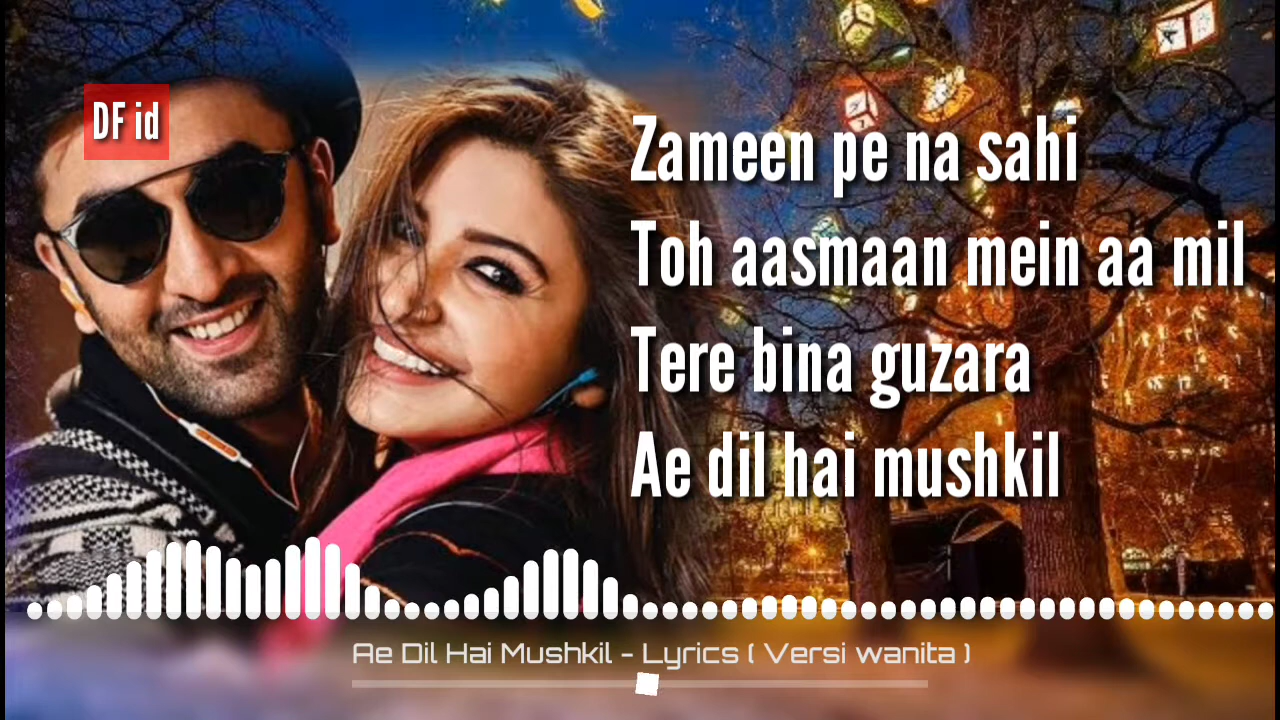 DF id
Zameen pe na sahi
Toh aasmaan mein aa mil
Tere bina guzara
Ae dil hai mushkil
Ae Dil Hai Mushkil - Lyrics ( Versi wanita )